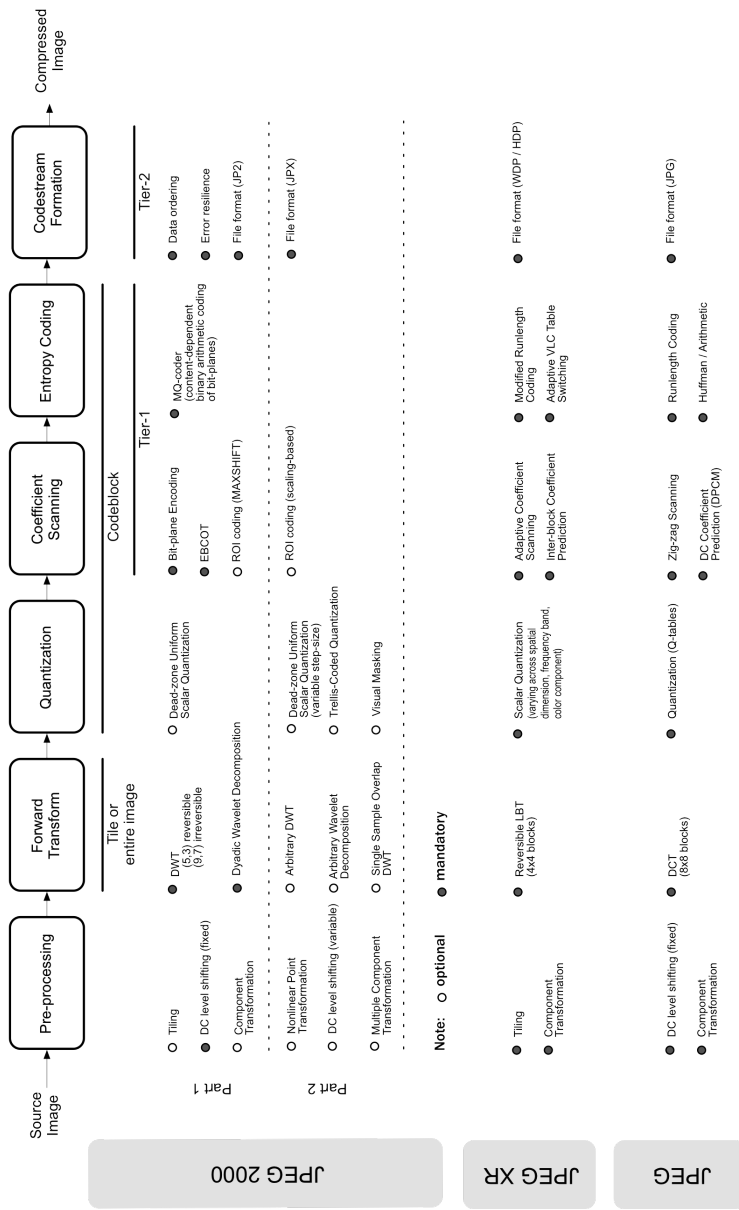 Source
Image
Pre-processing
Forward
Transform
Quantization
Coefficient
Scanning
Entropy Coding
Codestream
Formation
Compressed
Image
Tile or
entire image
Codeblock
Tier-1
Tier-2
JPEG 2000
Part 1
Tiling
DC level shifting (fixed)
Component
Transformation
DWT
(5,3) reversible
(9,7) irreversible
Dyadic Wavelet Decomposition
Dead-zone Uniform
Scalar Quantization
Bit-plane Encoding
EBCOT
ROI coding (MAXSHIFT)
MQ-coder
(content-dependent
binary arithmetic coding
of bit-planes)
Data ordering
Error resilience
File format (JP2)
Part 2
Nonlinear Point
Transformation
DC level shifting (variable)
Multiple Component
Transformation
Arbitrary DWT
Arbitrary Wavelet
Decomposition
Single Sample Overlap
DWT
Dead-zone Uniform
Scalar Quantization
(variable step-size)
Trellis-Coded Quantization
Visual Masking
ROI coding (scaling-based)
File format (JPX)
Note: optional mandatory
JPEG XR
Tiling
Component
Transformation
Reversible LBT
(4x4 blocks)
Scalar Quantization
(varying across spatial
dimension, frequency band,
color component)
Adaptive Coefficient
Scanning
Inter-block Coefficient
Prediction
Modified Runlength
Coding
Adaptive VLC Table
Switching
File format (WDP / HDP)
JPEG
DC level shifting (fixed)
Component
Transformation
DCT
(8x8 blocks)
Quantization (Q-tables)
Zig-zag Scanning
DC Coefficient
Prediction (DPCM)
Runlength Coding
Huffman / Arithmetic
File format (JPG)